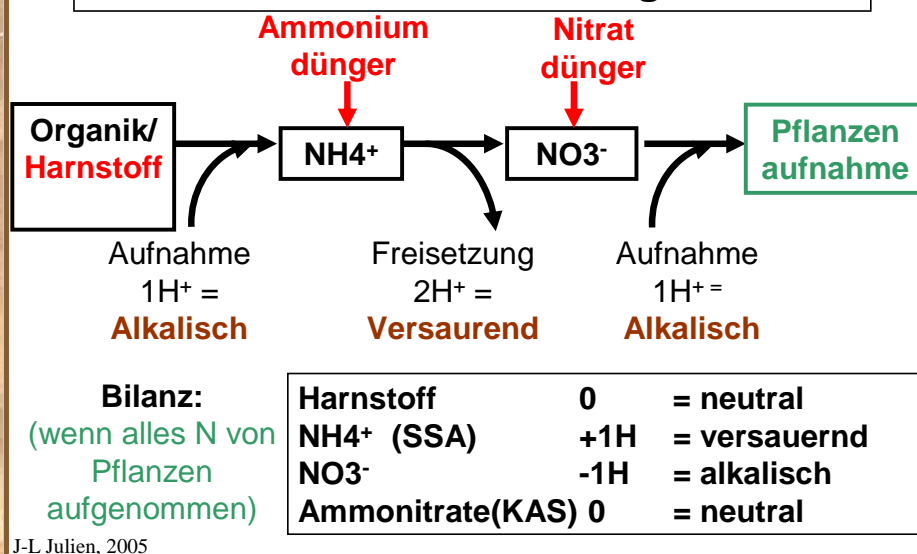 Ammonium
dünger
Nitrat
dünger
Organik/
Harnstoff
NH4⁺
NO3⁻
Pflanzen
aufnahme
Aufnahme
1H⁺ =
Alkalisch
Freisetzung
2H⁺ =
Versaurend
Aufnahme
1H⁺ =
Alkalisch
Bilanz:
(wenn alles N von
Pflanzen
aufgenommen)
Harnstoff 0 = neutral
NH4⁺ (SSA) +1H = versauernd
NO3⁻ -1H = alkalisch
Ammonitrate(KAS) 0 = neutral
J-L Julien, 2005